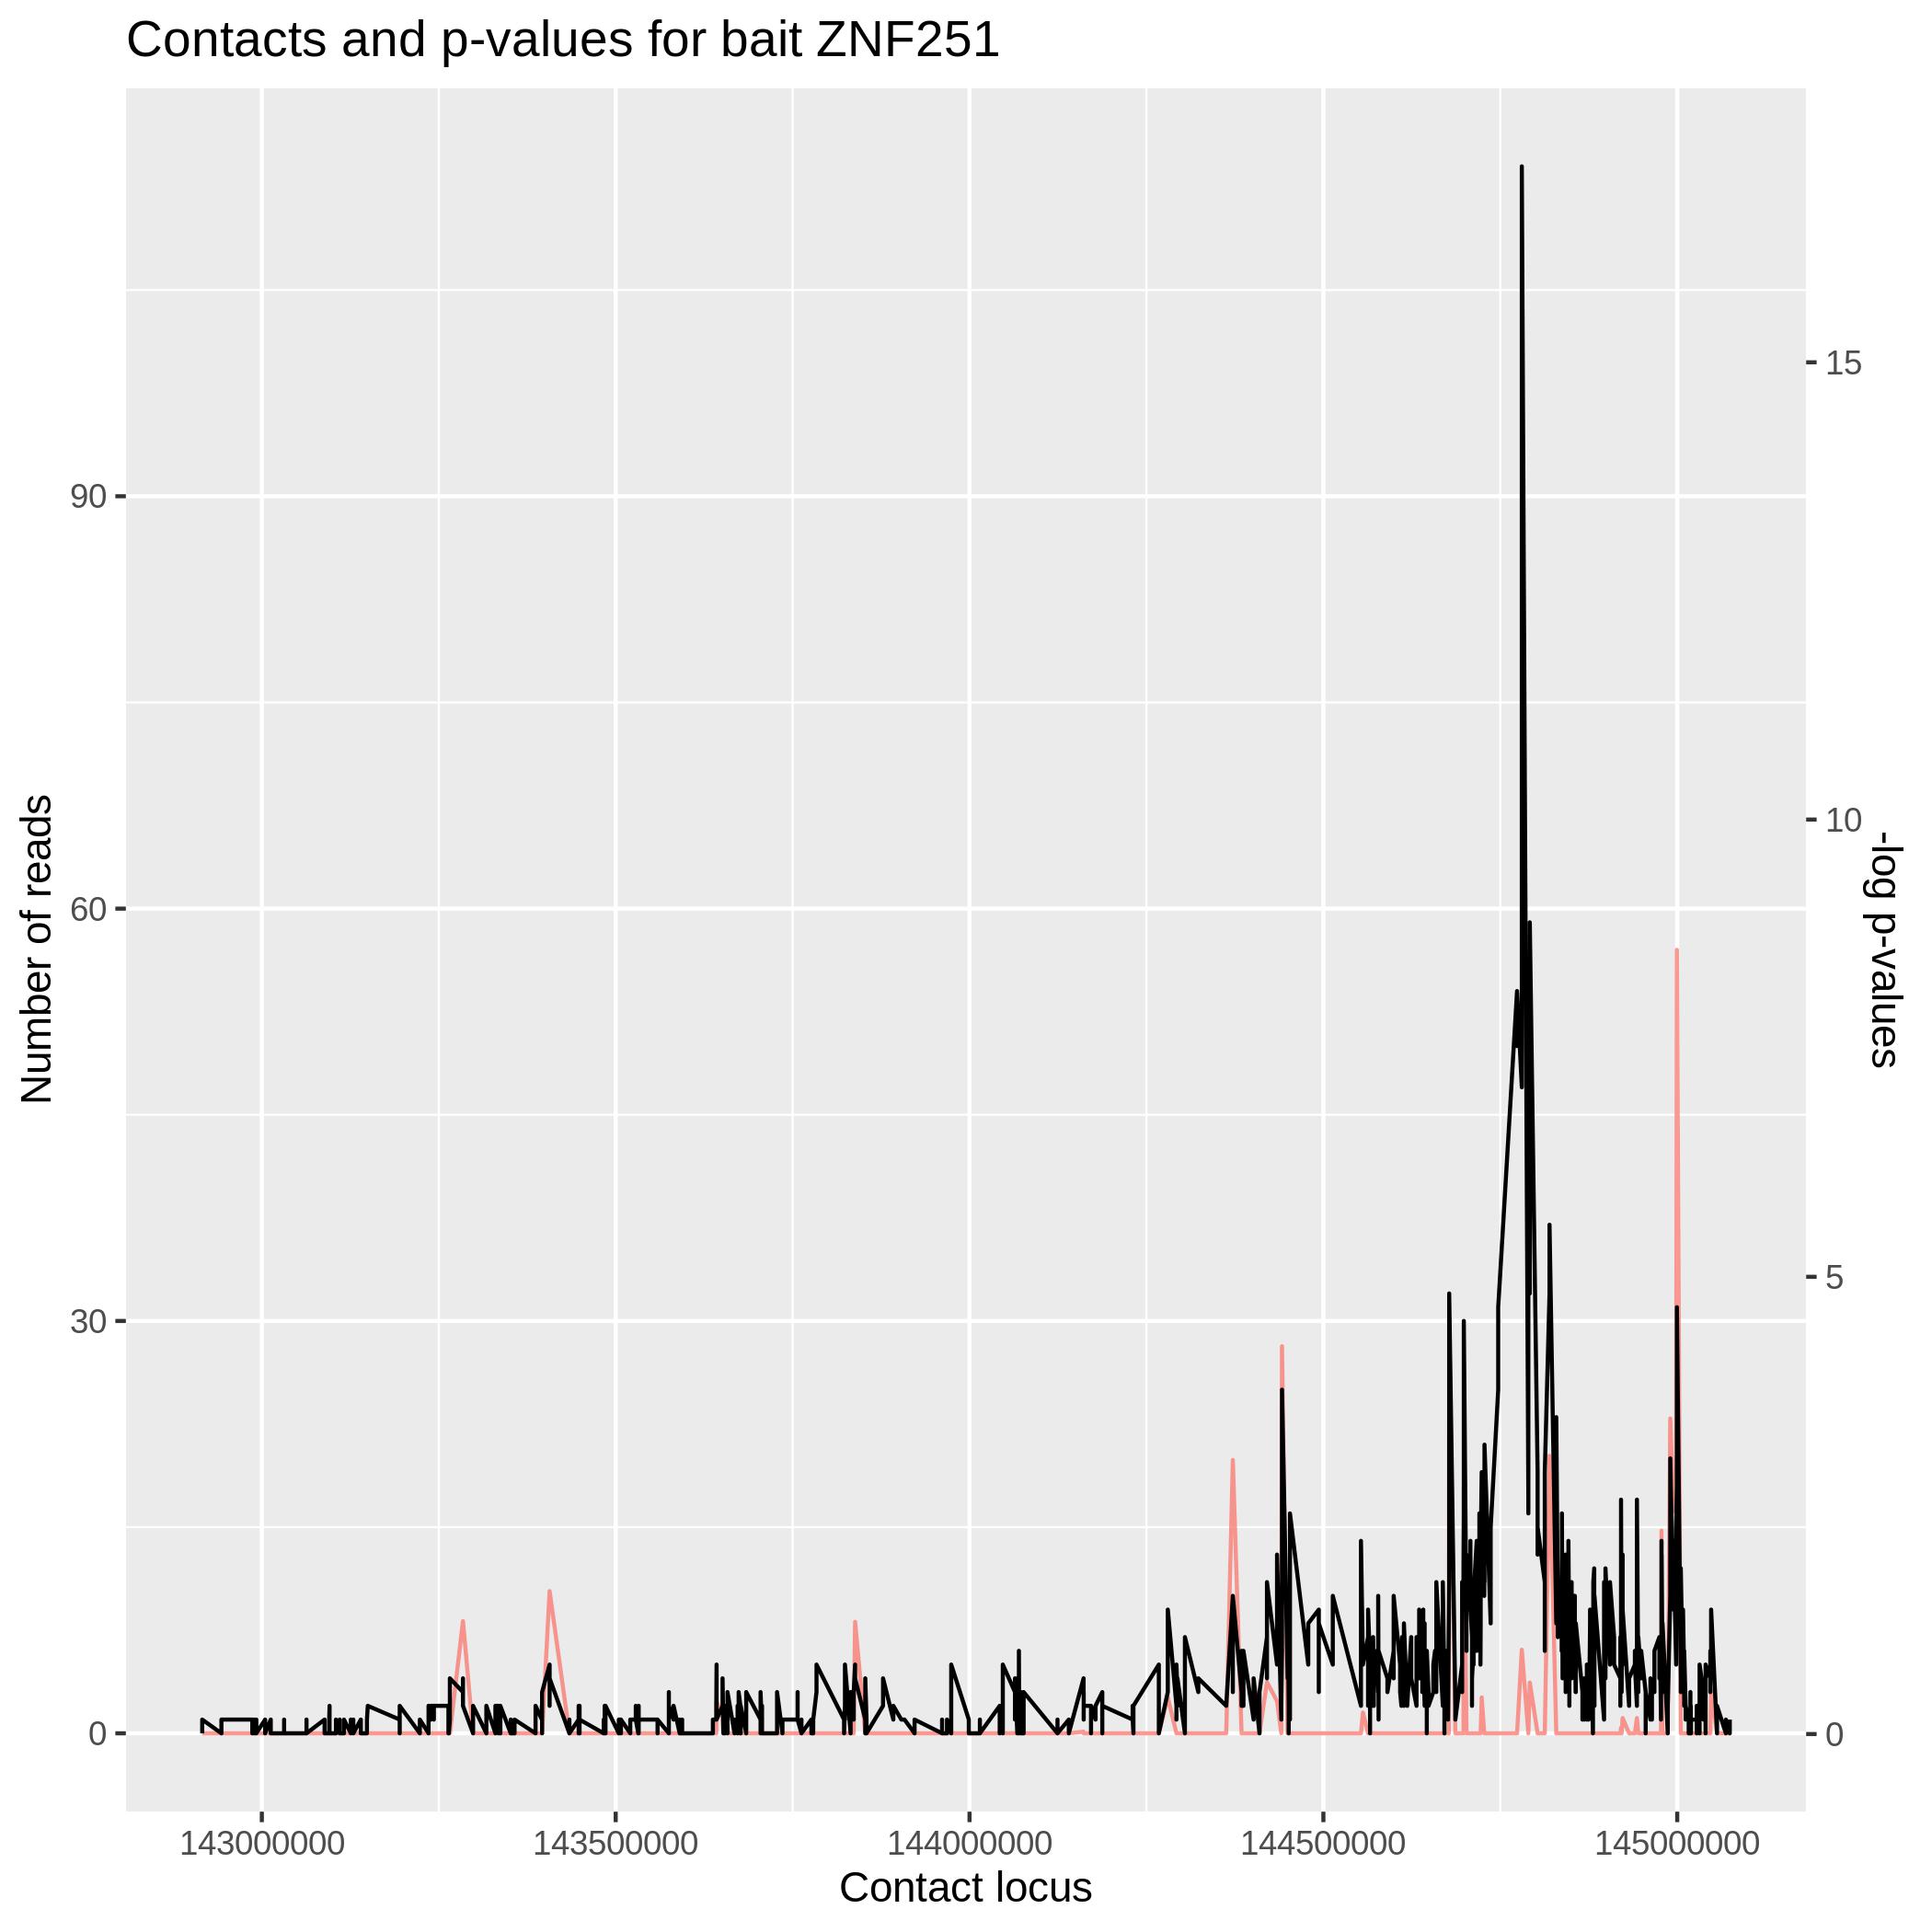 Contacts and p-values for bait ZNF251
Number of reads
90
60
30
0
15
10
5
0
-log p-values
143000000 143500000 144000000 144500000 145000000
Contact locus